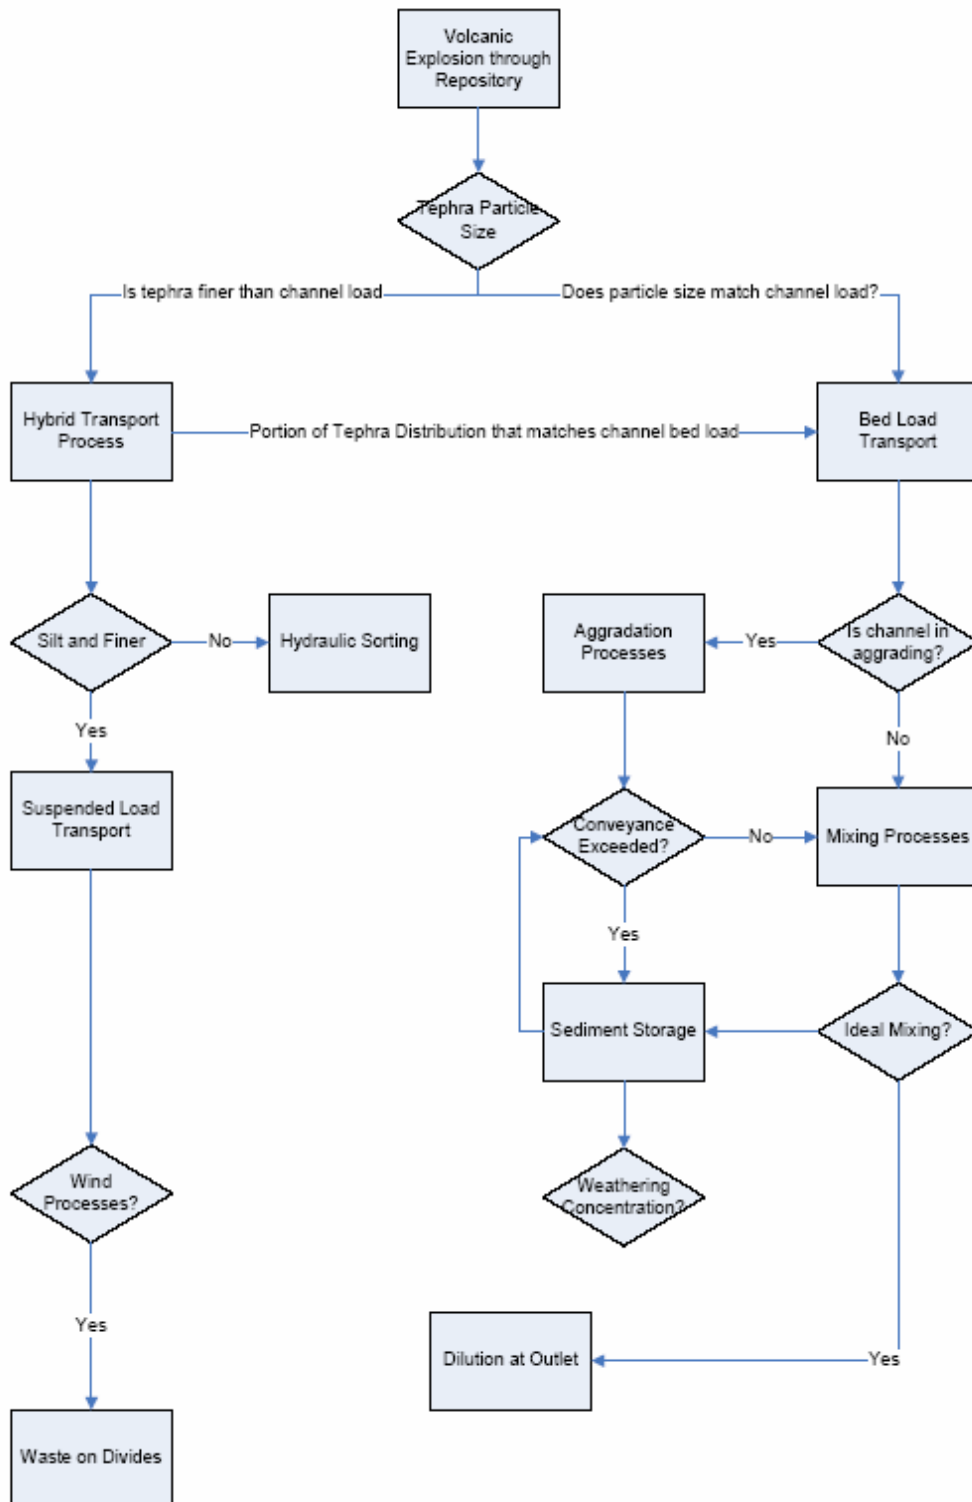 Volcanic
Explosion through
Repository
Tephra Particle
Size
Is tephra finer than channel load
Does particle size match channel load?
Hybrid Transport
Process
Portion of Tephra Distribution that matches channel bed load
Bed Load
Transport
Silt and Finer
No
Hydraulic Sorting
Aggradation
Processes
Yes
Is channel in
aggrading?
Yes
No
Suspended Load
Transport
Conveyance
Exceeded?
No
Mixing Processes
Yes
Sediment Storage
Ideal Mixing?
Wind
Processes?
Weathering
Concentration?
Yes
Dilution at Outlet
Yes
Waste on Divides